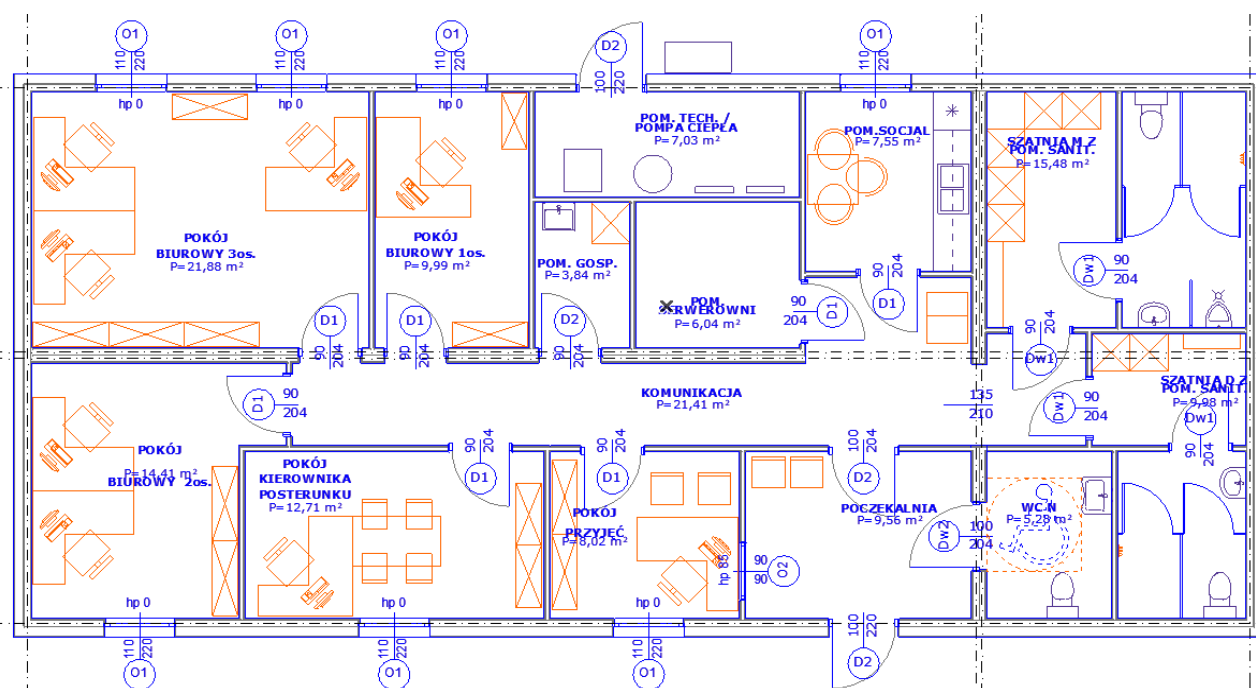 O1
110
220
hp 0
O1
110
220
hp 0
O1
110
220
hp 0
D2
100
220
O1
110
220
hp 0
POM. TECH. /
POMPA CIEPŁA
P=7,03 m²
POM.SOCJAL
P=7,55 m²
SZATNIA M Z
POM. SANIT.
P=15,48 m²
POKÓJ
BIUROWY 3os.
P=21,88 m²
POKÓJ
BIUROWY 1os.
P=9,99 m²
POM. GOSP.
P=3,84 m²
POM.
P=6,04 m²
D1
90
204
D1
90
204
D2
90
204
D1
90
204
D1
90
204
Dw1
90
204
Dw1
90
204
KOMUNIKACJA
P=21,41 m²
135
210
Dw1
90
204
SZATNIA D Z
POM. SANIT.
P=9,98 m²
Dw1
90
204
D1
90
204
POKÓJ
P=14,41 m²
BIUROWY 2os.
POKÓJ
KIEROWNIKA
POSTERUNKU
P=12,71 m²
D1
90
204
D1
90
204
POKÓJ
PRZYJĘĆ
P=8,02 m²
hp 85
90
90
O2
D2
100
204
POCZEKALNIA
P=9,56 m²
Dw2
100
204
WC N
P=5,28 m²
hp 0
O1
110
220
hp 0
O1
110
220
hp 0
O1
110
220
D2
100
220